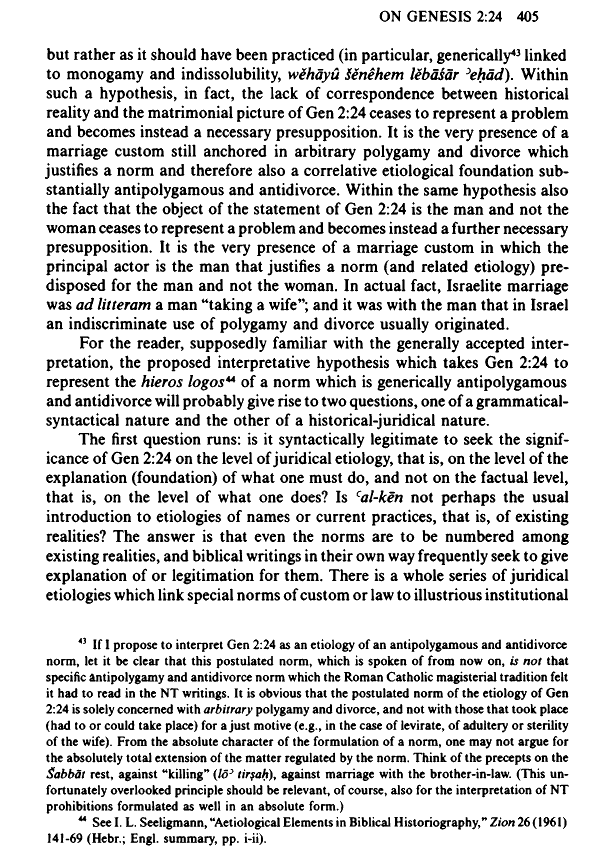 ON GENESIS 2:24 405
but rather as it should have been practiced (in particular, generically⁴³ linked
to monogamy and indissolubility, wĕhāyû šĕnêhem lĕbāśār ʾeḥād). Within
such a hypothesis, in fact, the lack of correspondence between historical
reality and the matrimonial picture of Gen 2:24 ceases to represent a problem
and becomes instead a necessary presupposition. It is the very presence of a
marriage custom still anchored in arbitrary polygamy and divorce which
justifies a norm and therefore also a correlative etiological foundation sub-
stantially antipolygamous and antidivorce. Within the same hypothesis also
the fact that the object of the statement of Gen 2:24 is the man and not the
woman ceases to represent a problem and becomes instead a further necessary
presupposition. It is the very presence of a marriage custom in which the
principal actor is the man that justifies a norm (and related etiology) pre-
disposed for the man and not the woman. In actual fact, Israelite marriage
was ad litteram a man “taking a wife”; and it was with the man that in Israel
an indiscriminate use of polygamy and divorce usually originated.
For the reader, supposedly familiar with the generally accepted inter-
pretation, the proposed interpretative hypothesis which takes Gen 2:24 to
represent the hieros logos⁴⁴ of a norm which is generically antipolygamous
and antidivorce will probably give rise to two questions, one of a grammatical-
syntactical nature and the other of a historical-juridical nature.
The first question runs: is it syntactically legitimate to seek the signif-
icance of Gen 2:24 on the level of juridical etiology, that is, on the level of the
explanation (foundation) of what one must do, and not on the factual level,
that is, on the level of what one does? Is ʿal-kēn not perhaps the usual
introduction to etiologies of names or current practices, that is, of existing
realities? The answer is that even the norms are to be numbered among
existing realities, and biblical writings in their own way frequently seek to give
explanation of or legitimation for them. There is a whole series of juridical
etiologies which link special norms of custom or law to illustrious institutional
⁴³ If I propose to interpret Gen 2:24 as an etiology of an antipolygamous and antidivorce
norm, let it be clear that this postulated norm, which is spoken of from now on, is not that
specific antipolygamy and antidivorce norm which the Roman Catholic magisterial tradition felt
it had to read in the NT writings. It is obvious that the postulated norm of the etiology of Gen
2:24 is solely concerned with arbitrary polygamy and divorce, and not with those that took place
(had to or could take place) for a just motive (e.g., in the case of levirate, of adultery or sterility
of the wife). From the absolute character of the formulation of a norm, one may not argue for
the absolutely total extension of the matter regulated by the norm. Think of the precepts on the
Šabbāt rest, against “killing” (lōʾ tirṣaḥ), against marriage with the brother-in-law. (This un-
fortunately overlooked principle should be relevant, of course, also for the interpretation of NT
prohibitions formulated as well in an absolute form.)
⁴⁴ See I. L. Seeligmann, “Aetiological Elements in Biblical Historiography,” Zion 26 (1961)
141-69 (Hebr.; Engl. summary, pp. i-ii).